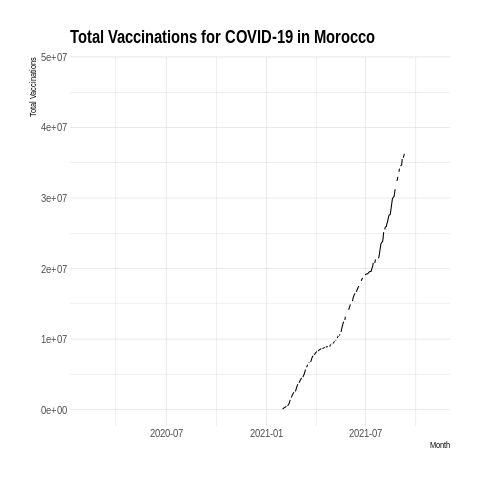 Total Vaccinations for COVID-19 in Morocco
Total Vaccinations
5e+07
4e+07
3e+07
2e+07
1e+07
0e+00
2020-07 2021-01 2021-07
Month